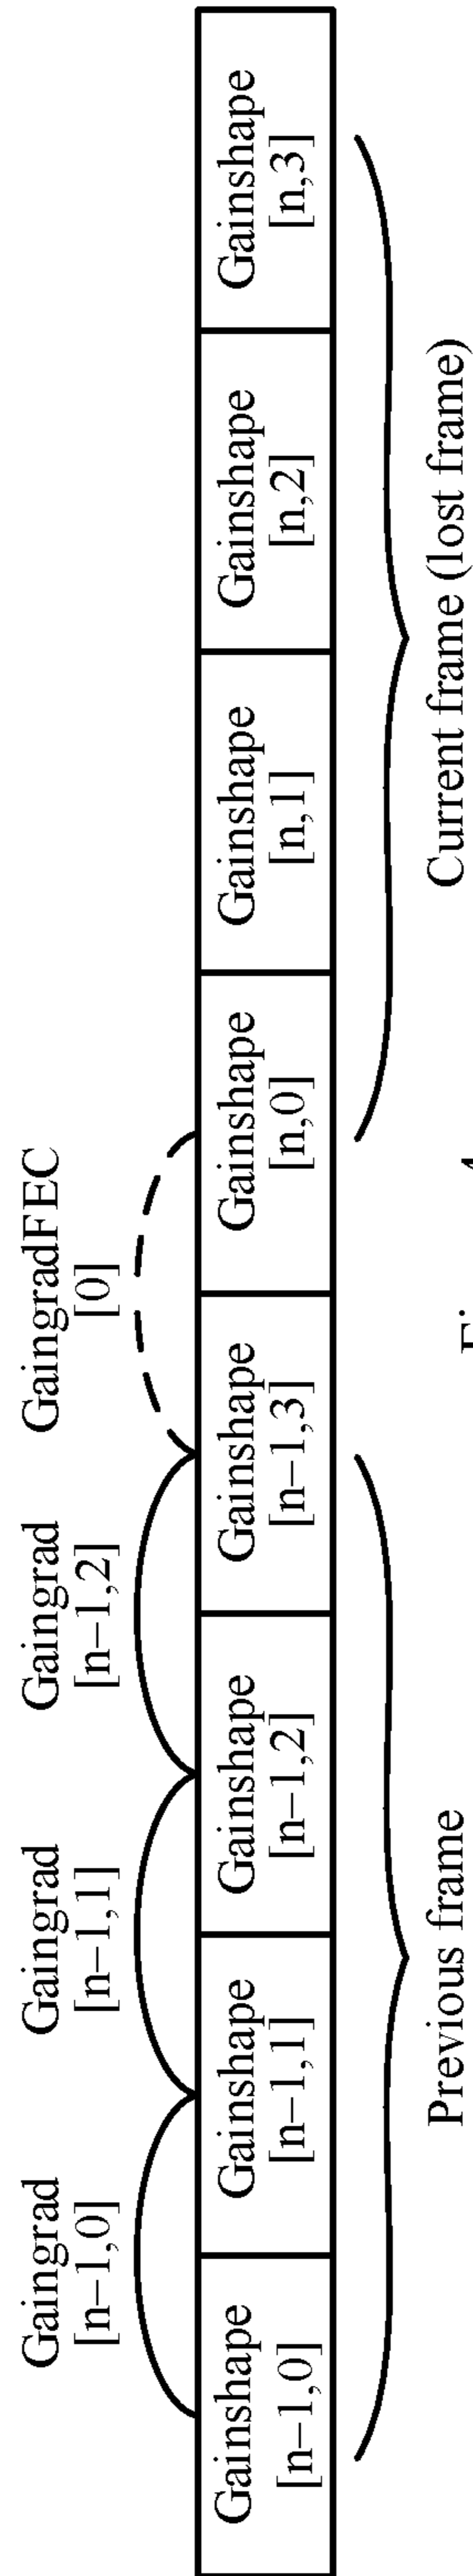 Gaingrad
[n−1,0]
Gaingrad
[n−1,1]
Gaingrad
[n−1,2]
GaingradFEC
[0]
Gainshape
[n−1,0]
Gainshape
[n−1,1]
Gainshape
[n−1,2]
Gainshape
[n−1,3]
Gainshape
[n,0]
Gainshape
[n,1]
Gainshape
[n,2]
Gainshape
[n,3]
Previous frame
Current frame (lost frame)